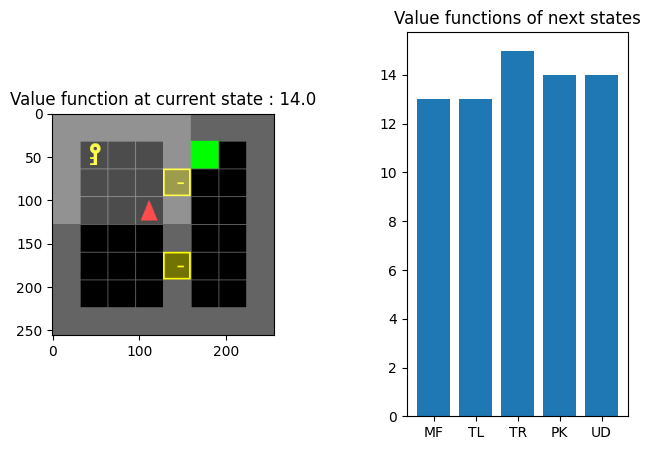 Value function at current state : 14.0
0
50
100
150
200
250
0
100
200
Value functions of next states
14
12
10
8
6
4
2
0
MF
TL
TR
PK
UD